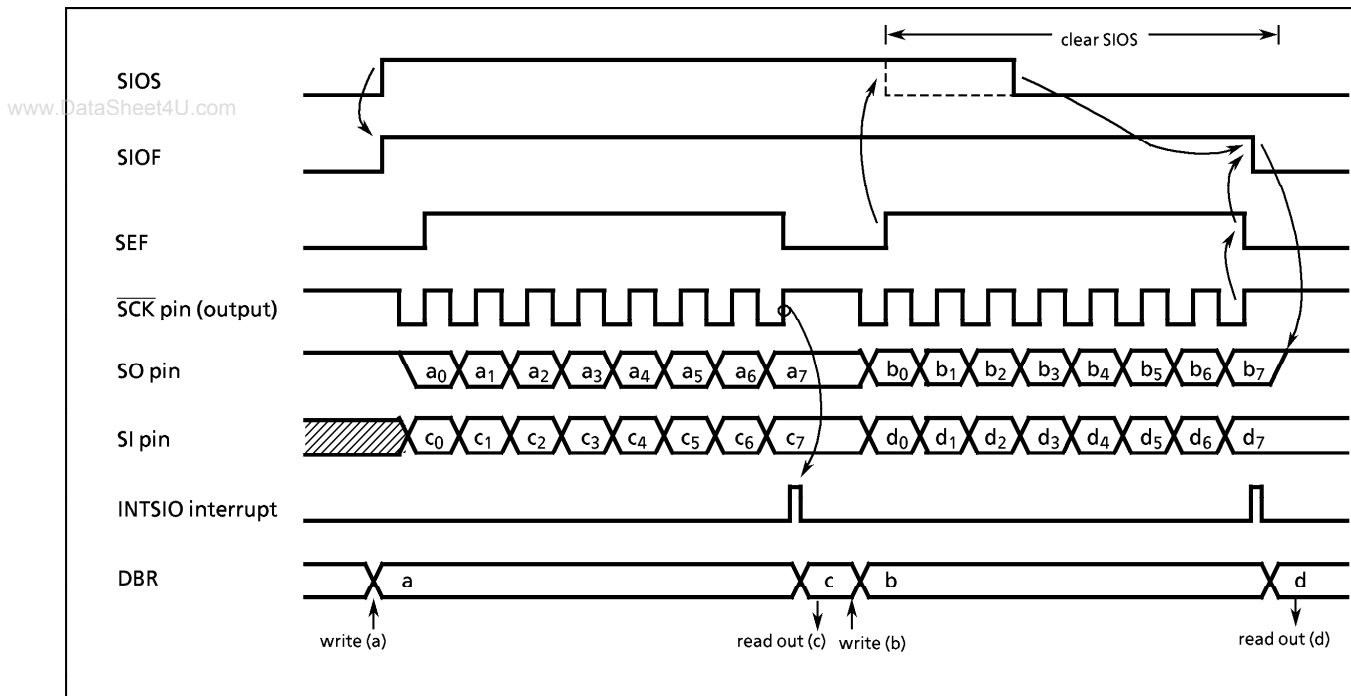 clear SIOS
SIOS
www.DataSheet4U.com
SIOF
SEF
SCK pin (output)
SO pin a0 a1 a2 a3 a4 a5 a6 a7 b0 b1 b2 b3 b4 b5 b6 b7
SI pin c0 c1 c2 c3 c4 c5 c6 c7 d0 d1 d2 d3 d4 d5 d6 d7
INTSIO interrupt
DBR a c b d
write (a) read out (c) write (b) read out (d)